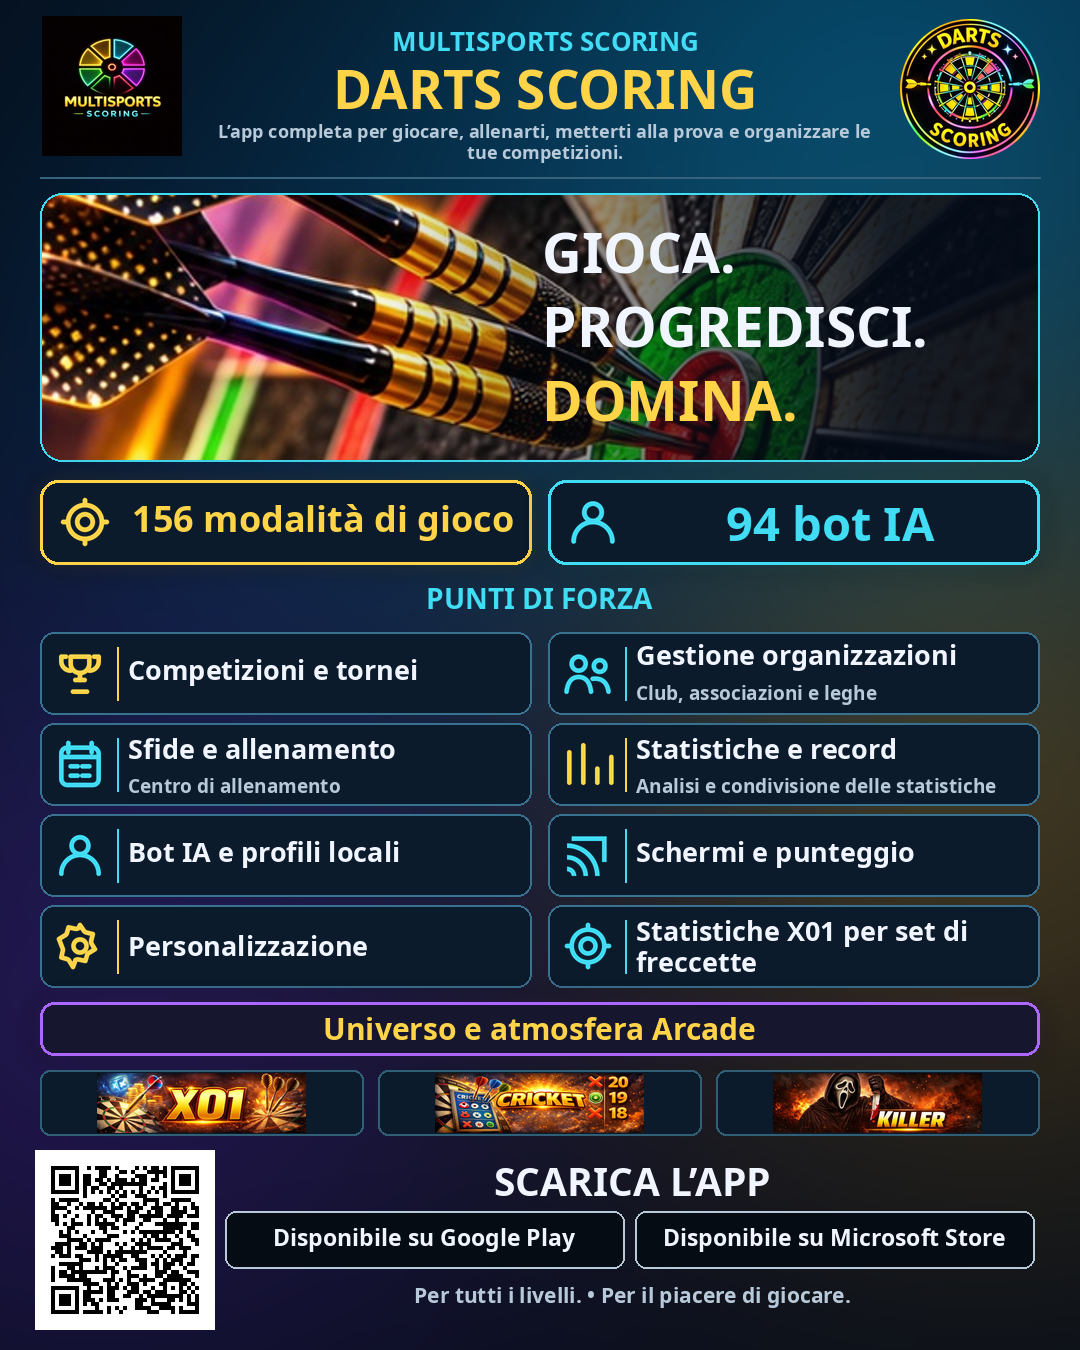 MULTISPORTS
SCORING
MULTISPORTS SCORING
DARTS SCORING
L’app completa per giocare, allenarti, metterti alla prova e organizzare le
tue competizioni.
DARTS
SCORING
GIOCA.
PROGREDISCI.
DOMINA.
156 modalità di gioco
94 bot IA
PUNTI DI FORZA
Competizioni e tornei
Gestione organizzazioni
Club, associazioni e leghe
Sfide e allenamento
Centro di allenamento
Statistiche e record
Analisi e condivisione delle statistiche
Bot IA e profili locali
Schermi e punteggio
Personalizzazione
Statistiche X01 per set di
freccette
Universo e atmosfera Arcade
X01
CRICKET
CRICKET
20
19
18
KILLER
SCARICA L’APP
Disponibile su Google Play
Disponibile su Microsoft Store
Per tutti i livelli. • Per il piacere di giocare.